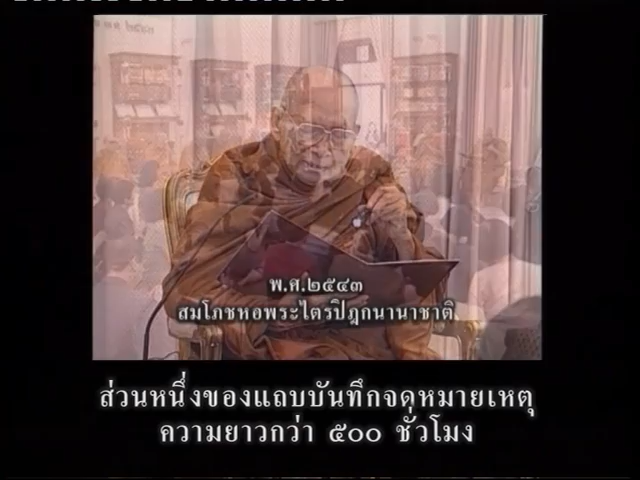 พ.ศ.๒๕๔๓
สมโภชหอพระไตรปิฎกนานาชาติ
ส่วนหนึ่งของแถบบันทึกจดหมายเหตุ
ความยาวกว่า ๕๐๐ ชั่วโมง